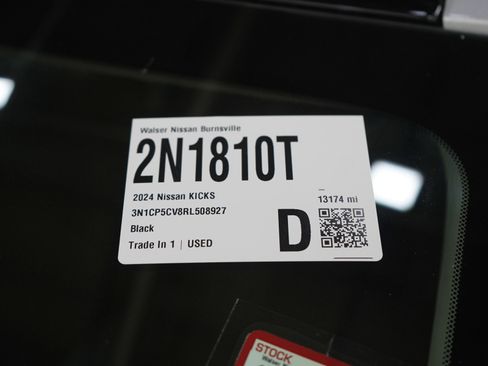 Walser Nissan Burnsville
2N1810T
2024 Nissan KICKS
13174 mi
3N1CP5CV8RL508927
Black
D
Trade In 1 | USED
STOCK